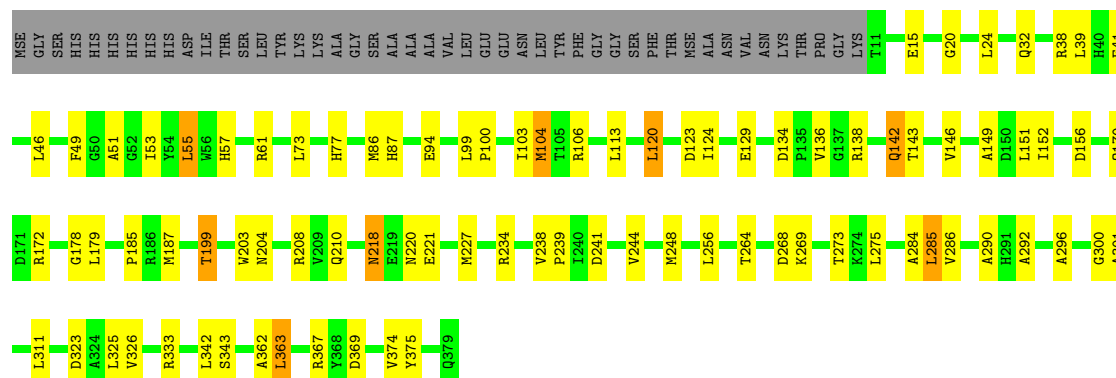 MSE GLY SER HIS HIS HIS HIS HIS HIS ASP ILE THR SER LEU TYR LYS LYS ALA GLY SER ALA ALA ALA VAL LEU GLU GLU ASN LEU TYR PHE GLY GLY SER PHE THR MSE ALA ASN VAL ASN LYS THR PRO GLY LYS T11 E15 G20 L24 Q32 R38 L39 H40
L46 F49 G50 A51 G52 I53 Y54 L55 W56 H57 R61 L73 H77 M86 H87 E94 L99 P100 I103 M104 T105 R106 L113 L120 D123 I124 E129 D134 P135 V136 G137 R138 Q142 T143 V146 A149 D150 L151 I152 D156
D171 R172 G178 L179 P185 R186 M187 T199 W203 N204 R208 V209 Q210 N218 E219 N220 E221 M227 R234 V238 P239 I240 D241 V244 M248 L256 T264 D268 K269 T273 K274 L275 A284 L285 V286 A290 H291 A292 A296 G300
L311 D323 A324 L325 V326 R333 L342 S343 A362 L363 R367 Y368 D369 V374 Y375 Q379